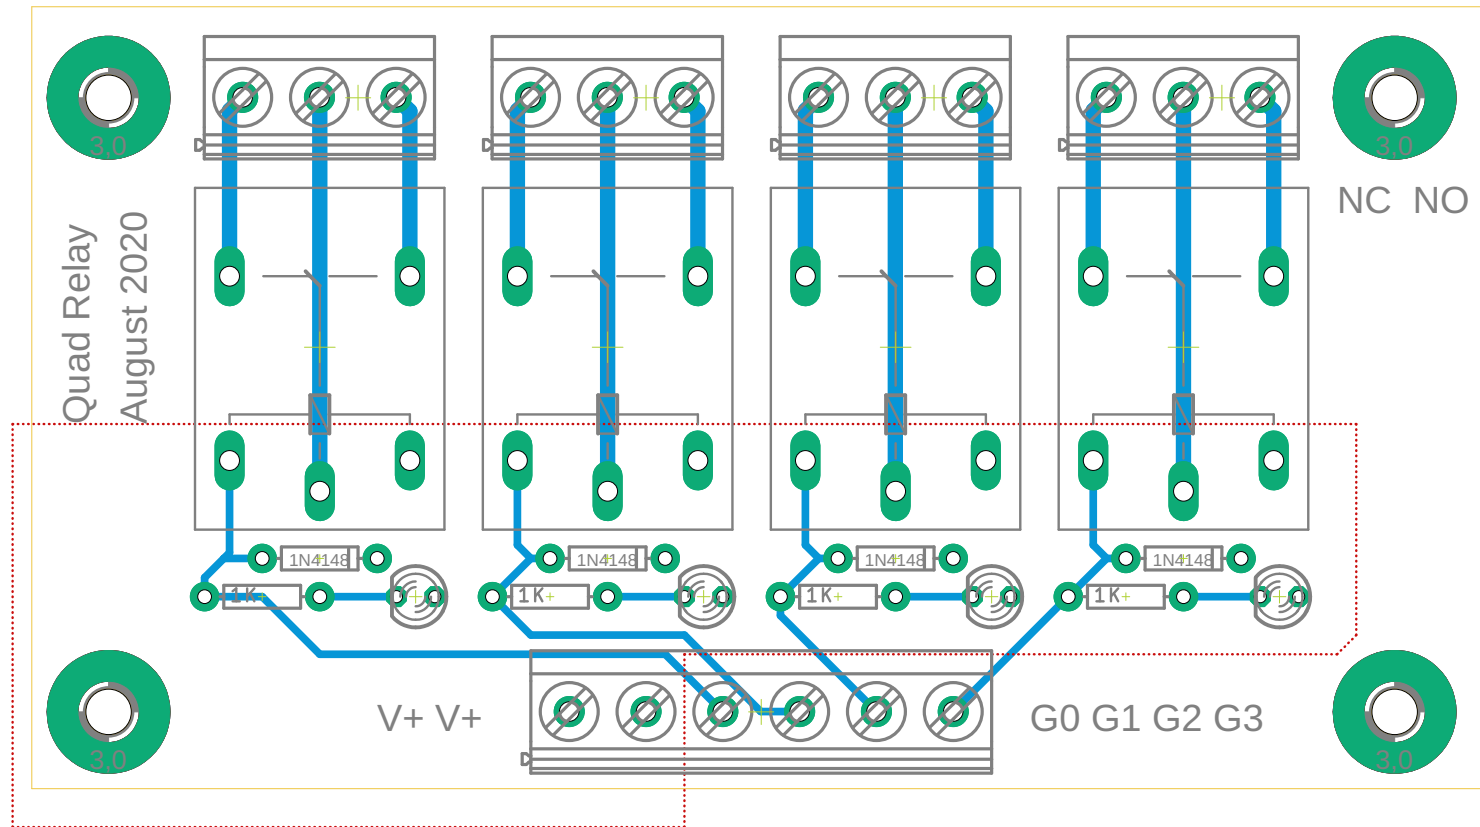 3,0
3,0
NC NO
Quad Relay
August 2020
1N4148
1N4148
1N4148
1N4148
1K
1K
1K
1K
V+ V+
G0 G1 G2 G3
3,0
3,0